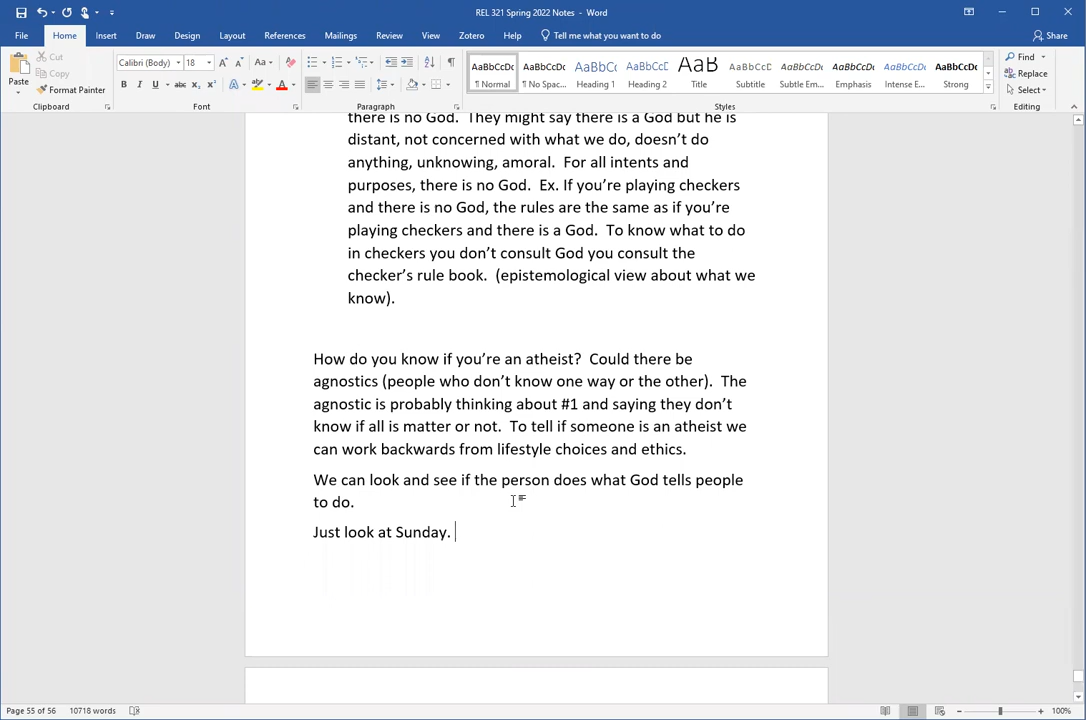 REL 321 Spring 2022 Notes - Word
File Home Insert Draw Design Layout References Mailings Review View Zotero Help Tell me what you want to do Share
Paste
Cut
Copy
Format Painter
Clipboard
Calibri (Body) 18
Font
Paragraph
AaBbCcDc AaBbCcDc AaBbCc AaBbCcD AaB AaBbCcD AaBbCcDc AaBbCcDc AaBbCcDc AaBbCcDc
¶ Normal ¶ No Spac... Heading 1 Heading 2 Title Subtitle Subtle Em... Emphasis Intense E... Strong
Styles
Find
Replace
Select
Editing
there is no God. They might say there is a God but he is
distant, not concerned with what we do, doesn’t do
anything, unknowing, amoral. For all intents and
purposes, there is no God. Ex. If you’re playing checkers
and there is no God, the rules are the same as if you’re
playing checkers and there is a God. To know what to do
in checkers you don’t consult God you consult the
checker’s rule book. (epistemological view about what we
know).
How do you know if you’re an atheist? Could there be
agnostics (people who don’t know one way or the other). The
agnostic is probably thinking about #1 and saying they don’t
know if all is matter or not. To tell if someone is an atheist we
can work backwards from lifestyle choices and ethics.
We can look and see if the person does what God tells people
to do.
Just look at Sunday.
Page 55 of 56 10718 words 100%